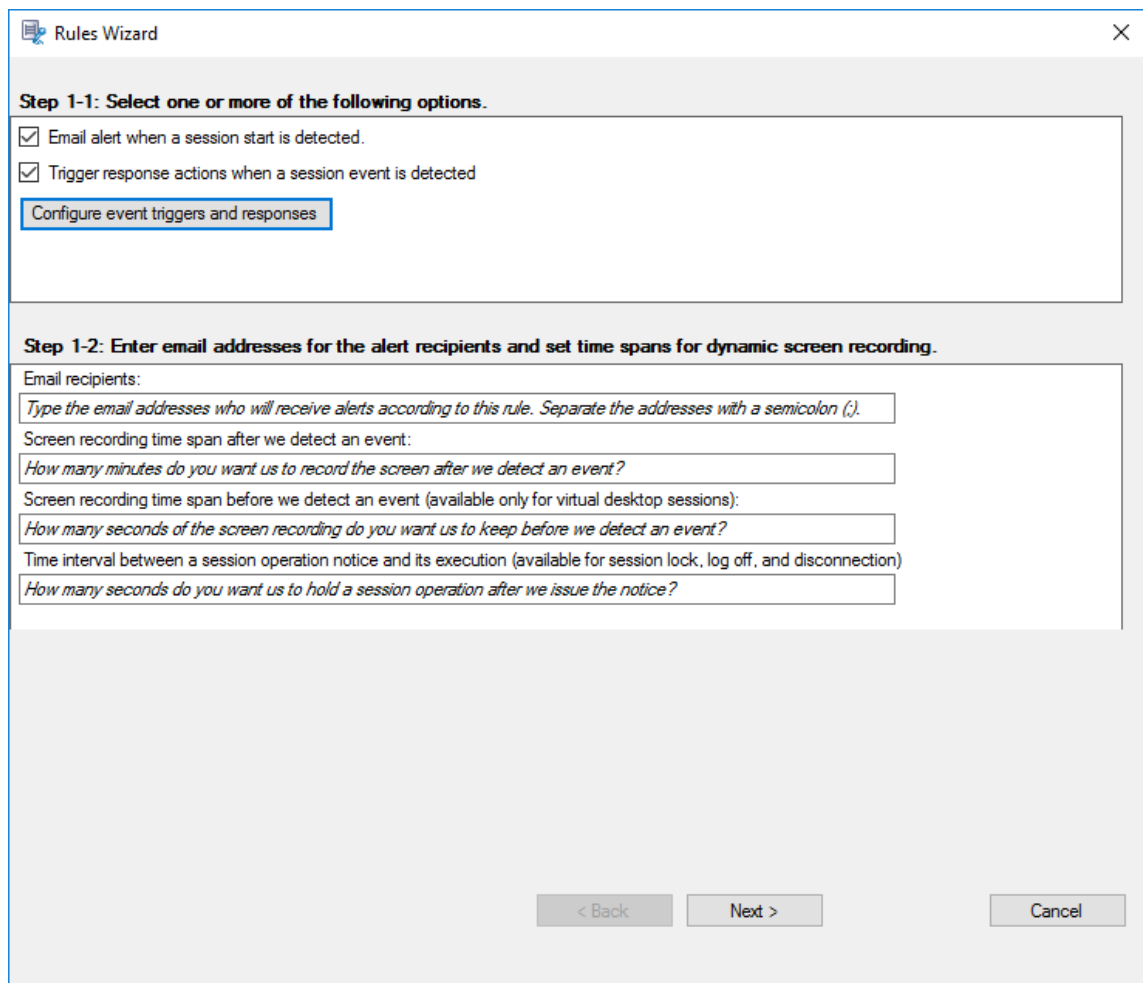 Rules Wizard
Step 1-1: Select one or more of the following options.
Email alert when a session start is detected.
Trigger response actions when a session event is detected
Configure event triggers and responses
Step 1-2: Enter email addresses for the alert recipients and set time spans for dynamic screen recording.
Email recipients:
Type the email addresses who will receive alerts according to this rule. Separate the addresses with a semicolon (;).
Screen recording time span after we detect an event:
How many minutes do you want us to record the screen after we detect an event?
Screen recording time span before we detect an event (available only for virtual desktop sessions):
How many seconds of the screen recording do you want us to keep before we detect an event?
Time interval between a session operation notice and its execution (available for session lock, log off, and disconnection)
How many seconds do you want us to hold a session operation after we issue the notice?
< Back Next > Cancel